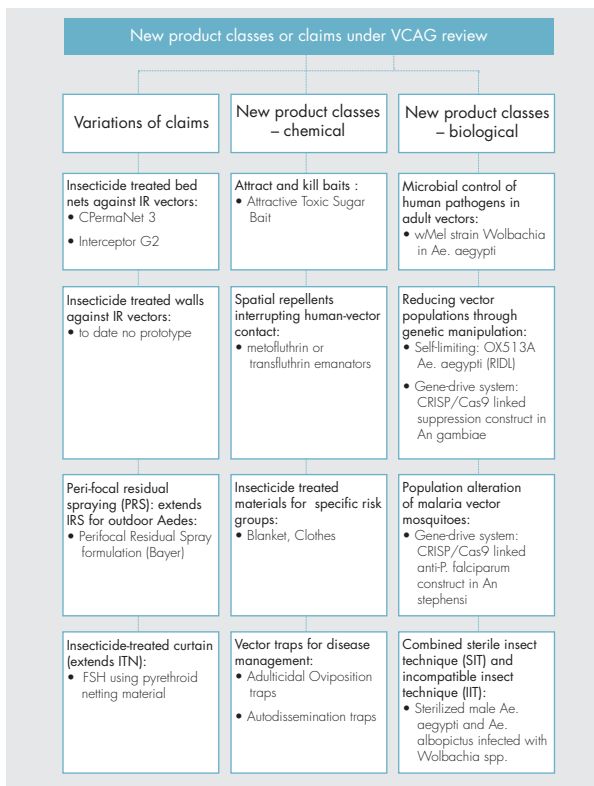 New product classes or claims under VCAG review
Variations of claims
New product classes
– chemical
New product classes
– biological
Insecticide treated bed
nets against IR vectors:
• CPermaNet 3
• Interceptor G2
Attract and kill baits :
• Attractive Toxic Sugar
Bait
Microbial control of
human pathogens in
adult vectors:
• wMel strain Wolbachia
in Ae. aegypti
Insecticide treated walls
against IR vectors:
• to date no prototype
Spatial repellents
interrupting human-vector
contact:
• metofluthrin or
transfluthrin emanators
Reducing vector
populations through
genetic manipulation:
• Self-limiting: OX513A
Ae. aegypti (RIDL)
• Gene-drive system:
CRISP/Cas9 linked
suppression construct in
An gambiae
Peri-focal residual
spraying (PRS): extends
IRS for outdoor Aedes:
• Perifocal Residual Spray
formulation (Bayer)
Insecticide treated
materials for specific risk
groups:
• Blanket, Clothes
Population alteration
of malaria vector
mosquitoes:
• Gene-drive system:
CRISP/Cas9 linked
anti-P. falciparum
construct in An
stephensi
Insecticide-treated curtain
(extends ITN):
• FSH using pyrethroid
netting material
Vector traps for disease
management:
• Adulticidal Oviposition
traps
• Autodissemination traps
Combined sterile insect
technique (SIT) and
incompatible insect
technique (IIT):
• Sterilized male Ae.
aegypti and Ae.
albopictus infected with
Wolbachia spp.